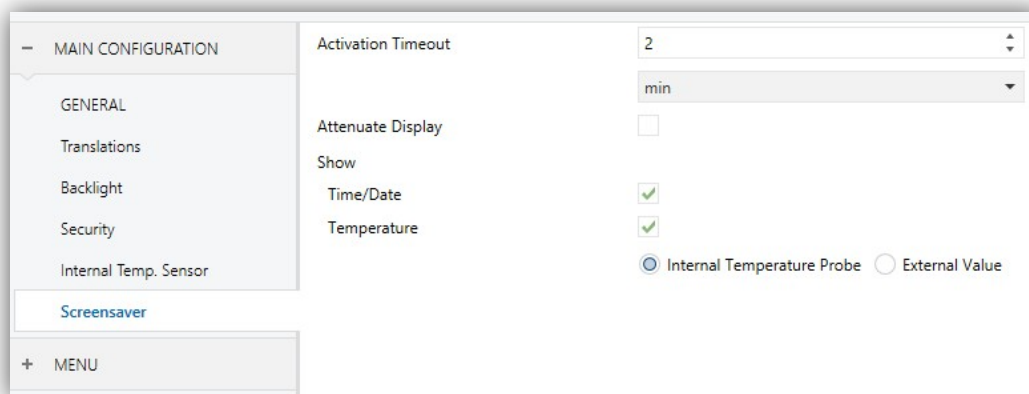 MAIN CONFIGURATION
GENERAL
Translations
Backlight
Security
Internal Temp. Sensor
Screensaver
MENU
Activation Timeout
2
min
Attenuate Display
Show
Time/Date
Temperature
Internal Temperature Probe External Value